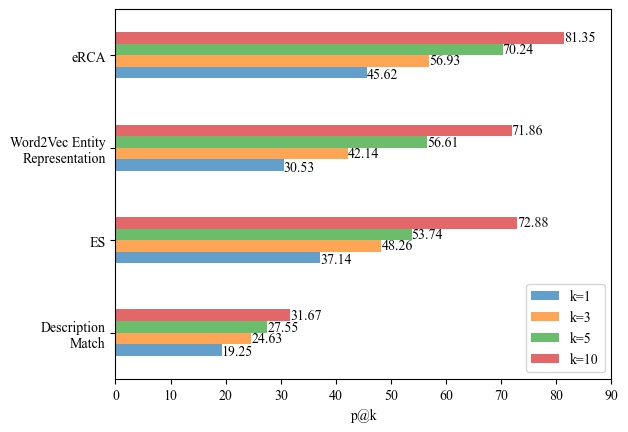 81.35
70.24
eRCA
56.93
45.62
71.86
Word2Vec Entity
56.61
Representation
42.14
30.53
72.88
53.74
ES
48.26
37.14
31.67
Description
27.55
Match
24.63
19.25
k=1
k=3
k=5
k=10
0 10 20 30 40 50 60 70 80 90
p@k